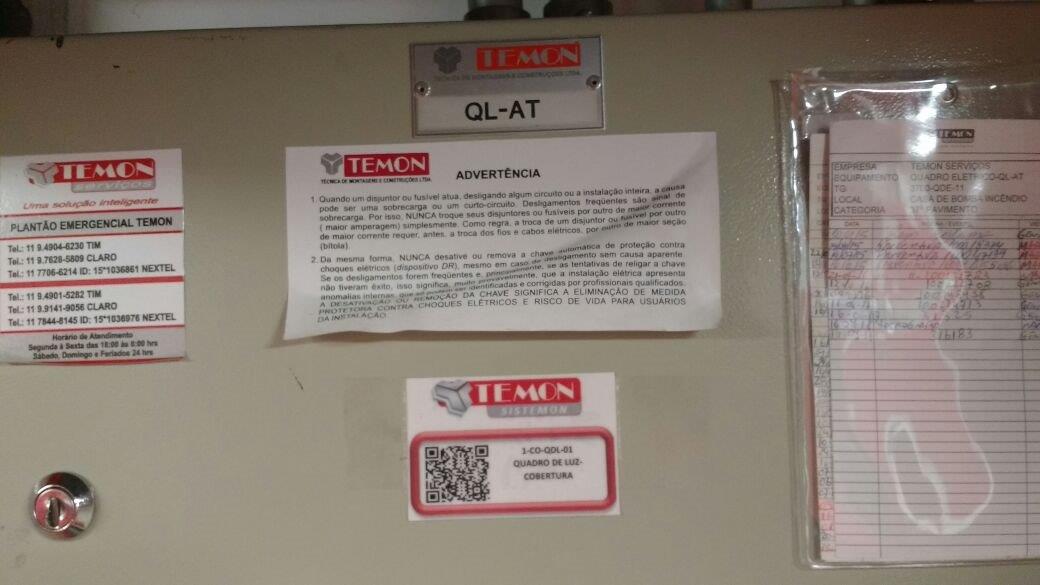 TEMON
TÉCNICA DE MONTAGENS E CONSTRUÇÕES LTDA.
QL-AT
TEMON
serviços
Uma solução inteligente
PLANTÃO EMERGENCIAL TEMON
Tel.: 11 9.4904-6230 TIM
Tel.: 11 9.7628-5809 CLARO
Tel.: 11 7706-6214 ID: 15*1036861 NEXTEL
Tel.: 11 9.4901-5282 TIM
Tel.: 11 9.9141-9056 CLARO
Tel.: 11 7844-8145 ID: 15*1036976 NEXTEL
Horário de Atendimento
Segunda à Sexta das 18:00 às 8:00 hrs
Sábado, Domingo e Feriados 24 hrs
TEMON
TÉCNICA DE MONTAGENS E CONSTRUÇÕES LTDA.
ADVERTÊNCIA
1. Quando um disjuntor ou fusível atua, desligando algum circuito ou a instalação inteira, a causa
pode ser uma sobrecarga ou um curto-circuito. Desligamentos freqüentes são sinal de
sobrecarga. Por isso, NUNCA troque seus disjuntores ou fusíveis por outro de maior corrente
( maior amperagem) simplesmente. Como regra, a troca de um disjuntor ou fusível por outro
de maior corrente requer, antes, a troca dos fios e cabos elétricos, por outro de maior seção
(bitola).
2. Da mesma forma, NUNCA desative ou remova a chave automática de proteção contra
choques elétricos (dispositivo DR), mesmo em caso de desligamento sem causa aparente.
Se os desligamentos forem freqüentes e, principalmente, se as tentativas de religar a chave
não tiveram êxito, isso significa, muito provavelmente, que a instalação elétrica apresenta
anomalias internas, que só podem ser identificadas e corrigidas por profissionais qualificados.
A DESATIVAÇÃO OU REMOÇÃO DA CHAVE SIGNIFICA A ELIMINAÇÃO DE MEDIDA
PROTETORA CONTRA CHOQUES ELÉTRICOS E RISCO DE VIDA PARA USUÁRIOS
DA INSTALAÇÃO.
TEMON
SISTEMON
1-CO-QDL-01
QUADRO DE LUZ-
COBERTURA
TEMON
EMPRESA TEMON SERVIÇOS
EQUIPAMENTO QUADRO ELETRICO-QL-AT
TG 3TEO-QDE-11
LOCAL CASA DE BOMBA INCÊNDIO
CATEGORIA PAVIMENTO
DATA
16183